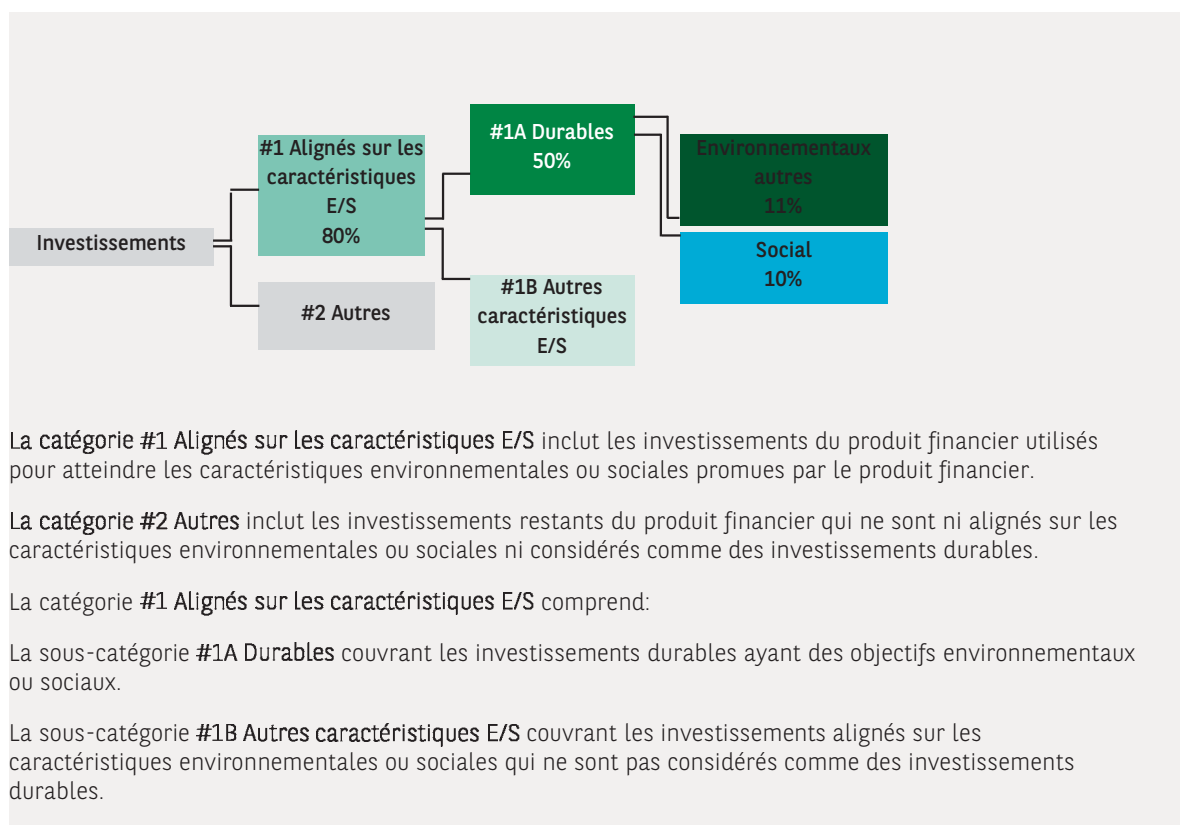 Investissements
#1 Alignés sur les
caractéristiques
E/S
80%
#2 Autres
#1A Durables
50%
#1B Autres
caractéristiques
E/S
Environnementaux
autres
11%
Social
10%
La catégorie #1 Alignés sur les caractéristiques E/S inclut les investissements du produit financier utilisés
pour atteindre les caractéristiques environnementales ou sociales promues par le produit financier.
La catégorie #2 Autres inclut les investissements restants du produit financier qui ne sont ni alignés sur les
caractéristiques environnementales ou sociales ni considérés comme des investissements durables.
La catégorie #1 Alignés sur les caractéristiques E/S comprend:
La sous-catégorie #1A Durables couvrant les investissements durables ayant des objectifs environnementaux
ou sociaux.
La sous-catégorie #1B Autres caractéristiques E/S couvrant les investissements alignés sur les
caractéristiques environnementales ou sociales qui ne sont pas considérés comme des investissements
durables.